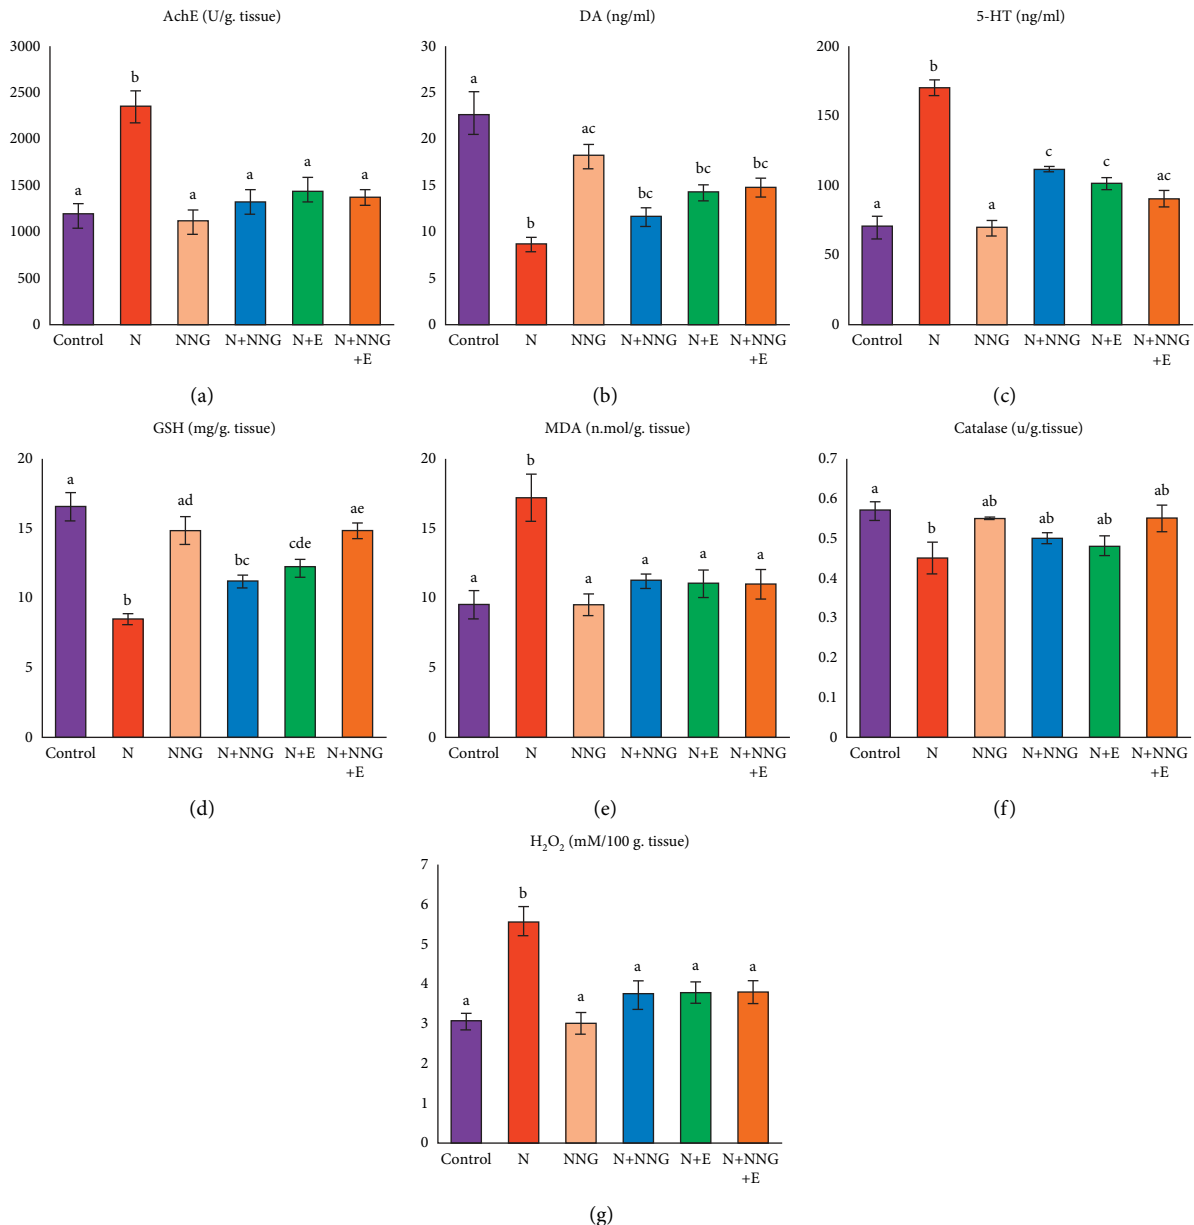 AchE (U/g. tissue)
3000
2500
2000
1500
1000
500
0
a
b
a
a
a
a
Control N NNG N+NNG N+E N+NNG
+E
(a)
DA (ng/ml)
30
25
20
15
10
5
0
a
b
ac
bc
bc
bc
Control N NNG N+NNG N+E N+NNG
+E
(b)
5-HT (ng/ml)
200
150
100
50
0
a
b
a
c
c
ac
Control N NNG N+NNG N+E N+NNG
+E
(c)
GSH (mg/g. tissue)
20
15
10
5
0
a
b
ad
bc
cde
ae
Control N NNG N+NNG N+E N+NNG
+E
(d)
MDA (n.mol/g. tissue)
20
15
10
5
0
a
b
a
a
a
a
Control N NNG N+NNG N+E N+NNG
+E
(e)
Catalase (u/g.tissue)
0.7
0.6
0.5
0.4
0.3
0.2
0.1
0
a
b
ab
ab
ab
ab
Control N NNG N+NNG N+E N+NNG
+E
(f)
H₂O₂ (mM/100 g. tissue)
7
6
5
4
3
2
1
0
a
b
a
a
a
a
Control N NNG N+NNG N+E N+NNG
+E
(g)